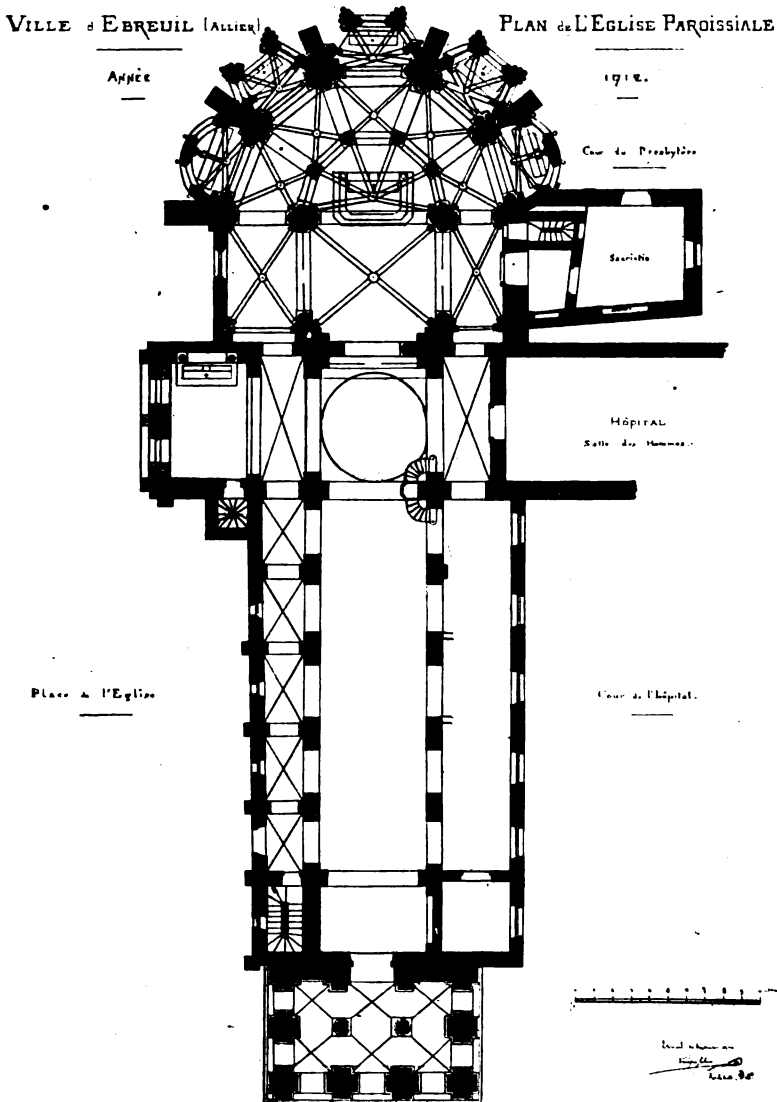 VILLE d'EBREUIL (ALLIER)
PLAN de L'EGLISE PAROISSIALE
ANNÉE
1912.
Cour du Presbytère
Sacristie
HÔPITAL
Salle des Hommes.
Place de l'Eglise
Cour de l'hôpital.